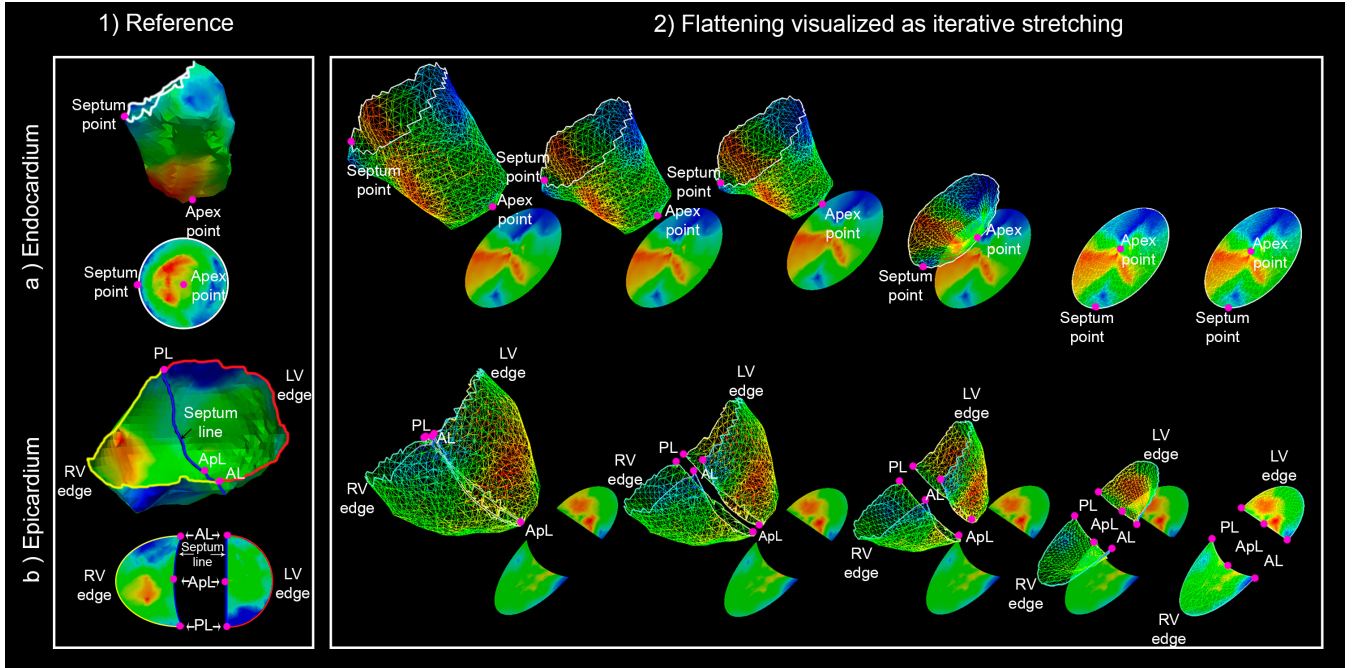 1) Reference
2) Flattening visualized as iterative stretching
a ) Endocardium
Septum
point
Apex
point
Septum
point
Apex
point
Septum
point
Apex
point
Septum
point
Apex
point
Septum
point
Apex
point
Septum
point
Apex
point
Septum
point
Apex
point
Septum
point
Apex
point
b ) Epicardium
PL
LV
edge
Septum
line
ApL
AL
RV
edge
AL
Septum
line
RV
edge
ApL
LV
edge
PL
LV
edge
PL
AL
RV
edge
ApL
LV
edge
PL
RV
edge
AL
ApL
LV
edge
PL
AL
ApL
RV
edge
LV
edge
PL
ApL
AL
RV
edge
LV
edge
PL
ApL
AL
RV
edge